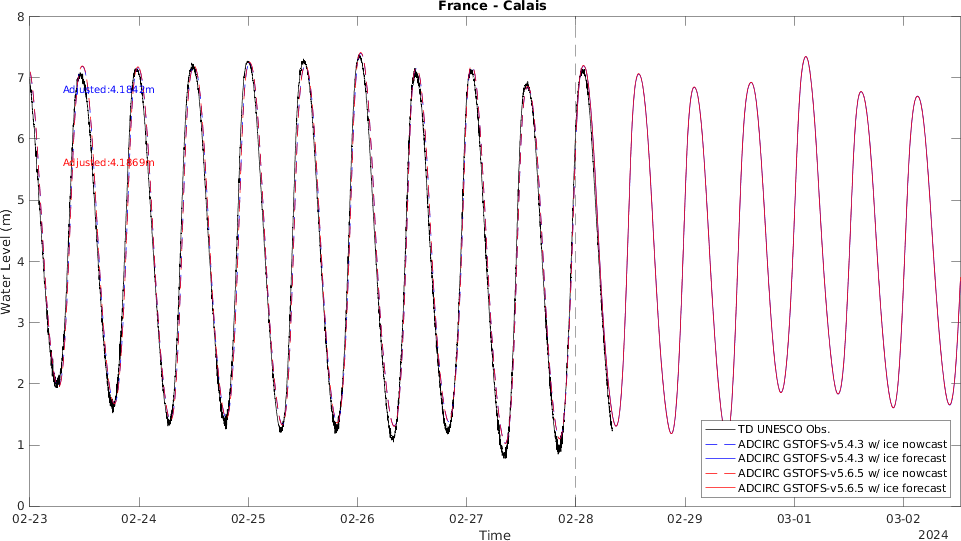 France - Calais
8
7
6
5
4
3
2
1
0
Water Level (m)
Adjusted:4.1842m
Adjusted:4.1869m
TD UNESCO Obs.
ADCIRC GSTOFS-v5.4.3 w/ ice nowcast
ADCIRC GSTOFS-v5.4.3 w/ ice forecast
ADCIRC GSTOFS-v5.6.5 w/ ice nowcast
ADCIRC GSTOFS-v5.6.5 w/ ice forecast
02-23 02-24 02-25 02-26 02-27 02-28 02-29 03-01 03-02
Time
2024